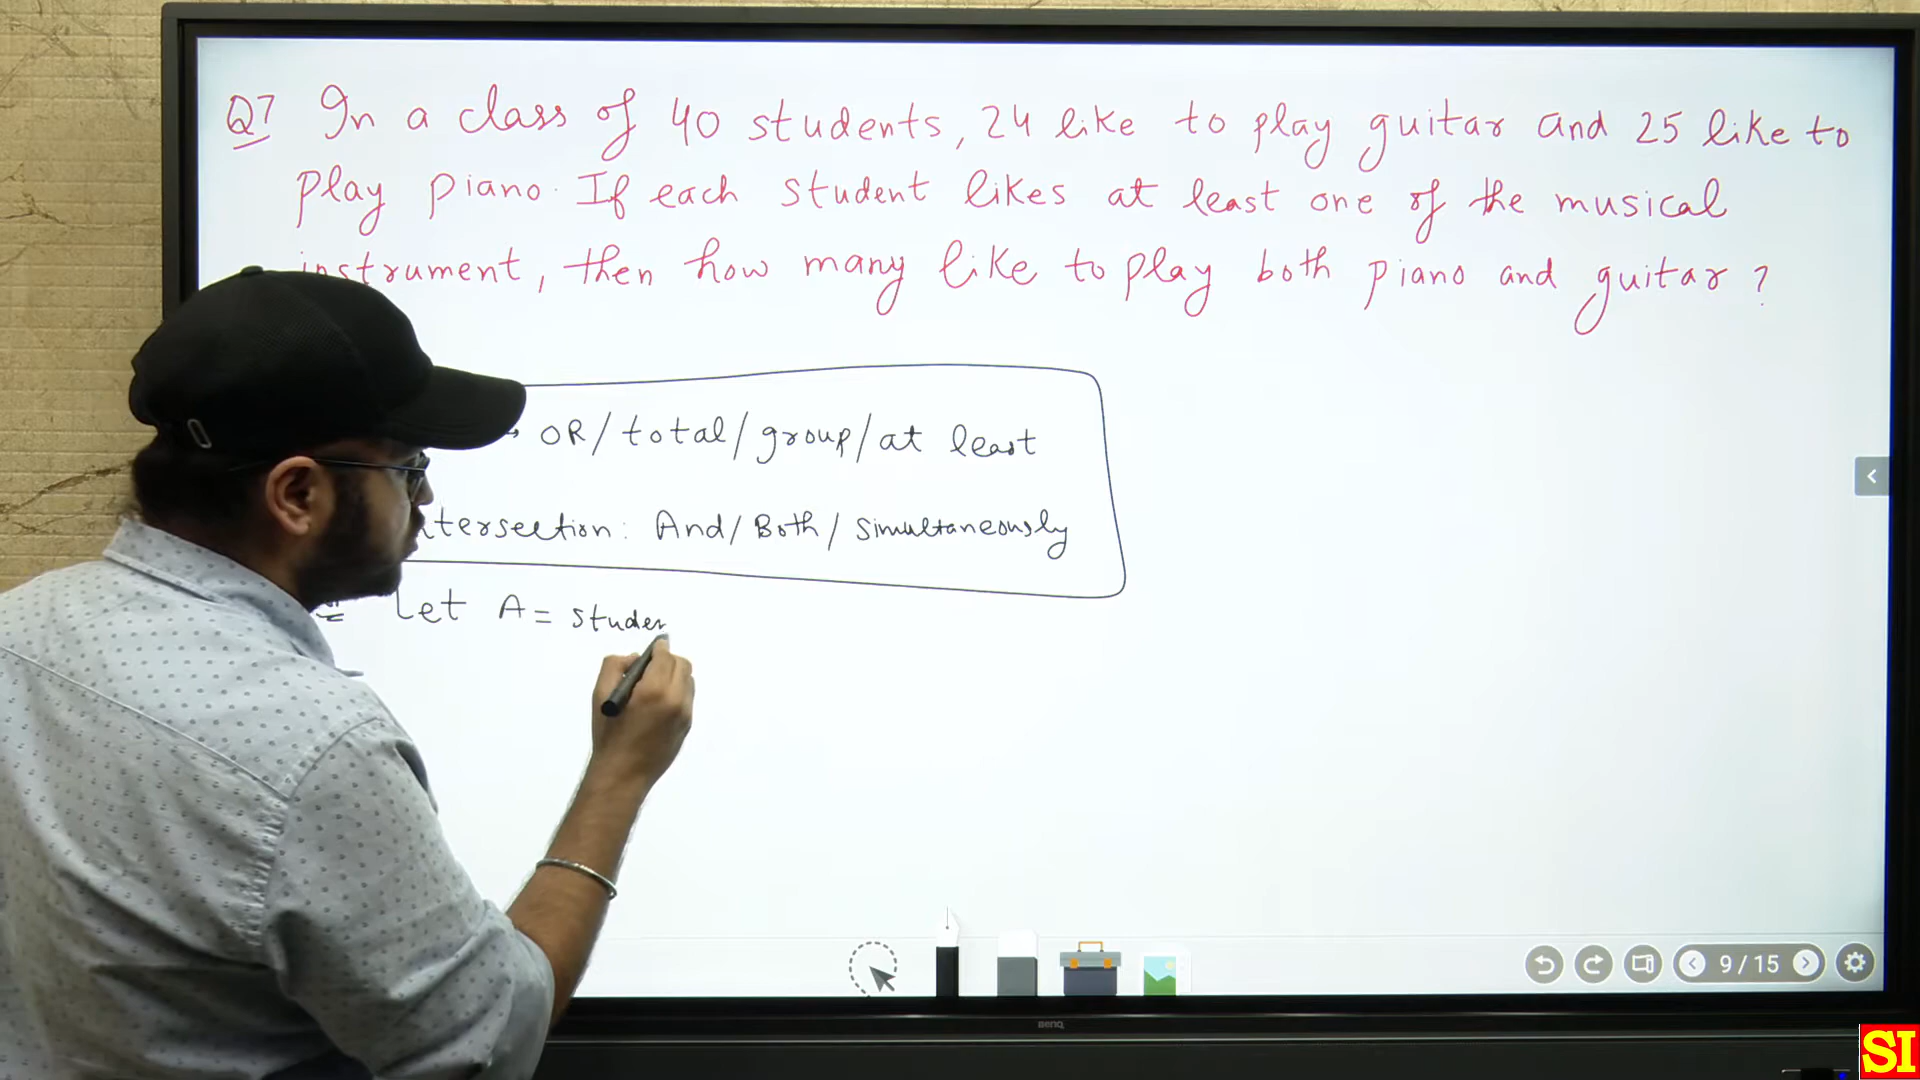 Q7 In a class of 40 students, 24 like to play guitar and 25 like to
play piano. If each student likes at least one of the musical
instrument, then how many like to play both piano and guitar ?
→ OR/total/group/at least
ntersection: And/Both/Simultaneously
Let A = studen
9/15
BenQ
SI